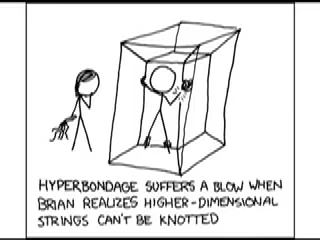 HYPERBONDAGE SUFFERS A BLOW WHEN
BRIAN REALIZES HIGHER-DIMENSIONAL
STRINGS CAN'T BE KNOTTED